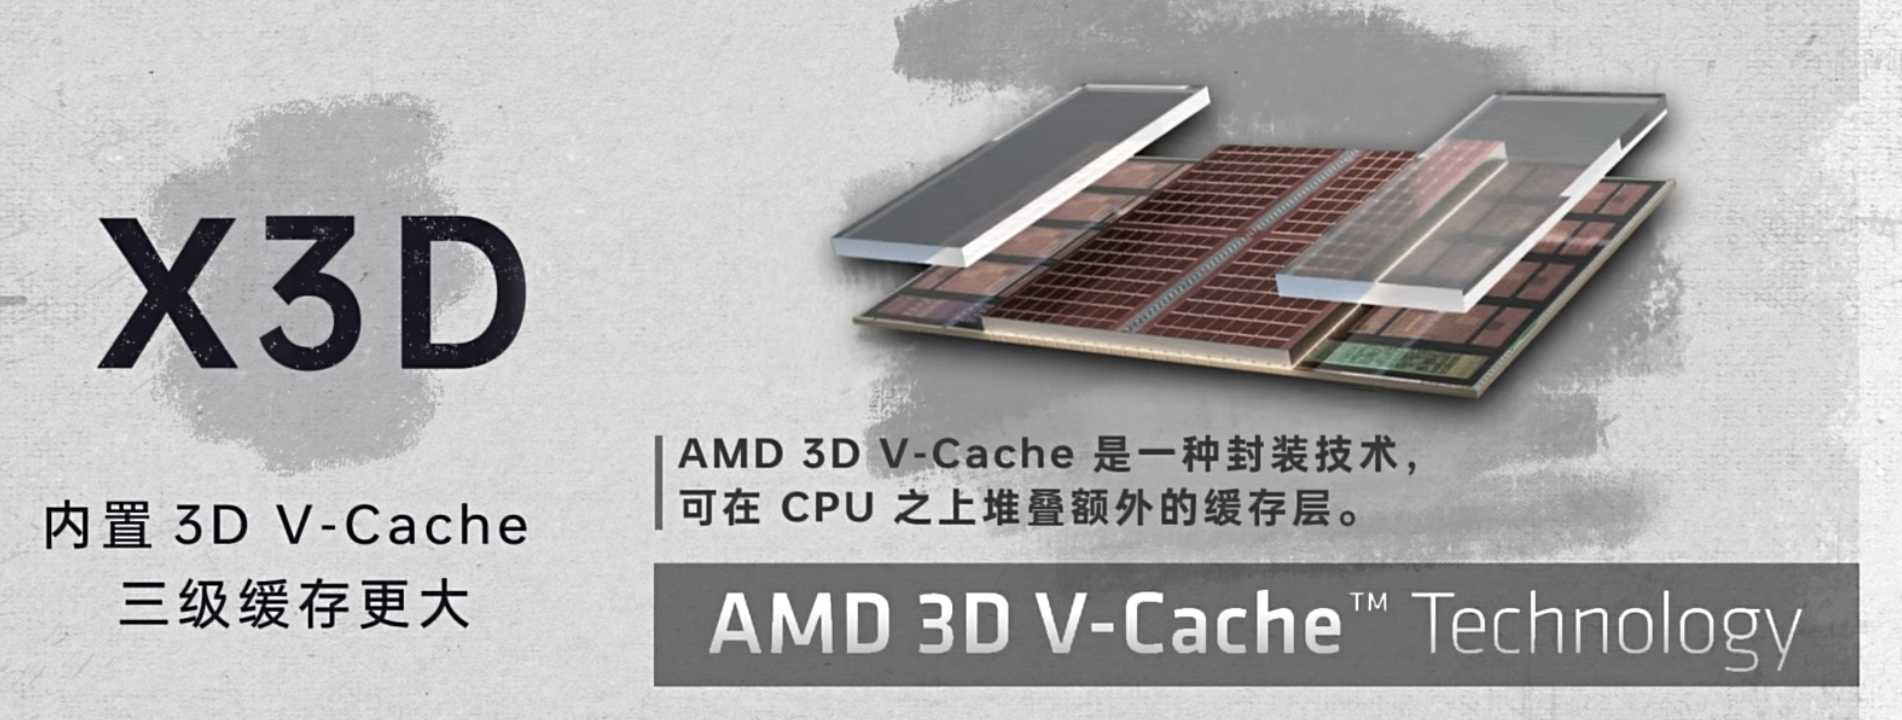 X3D
内置 3D V-Cache
三级缓存更大
AMD 3D V-Cache 是一种封装技术，
可在 CPU 之上堆叠额外的缓存层。
AMD 3D V-Cache™ Technology